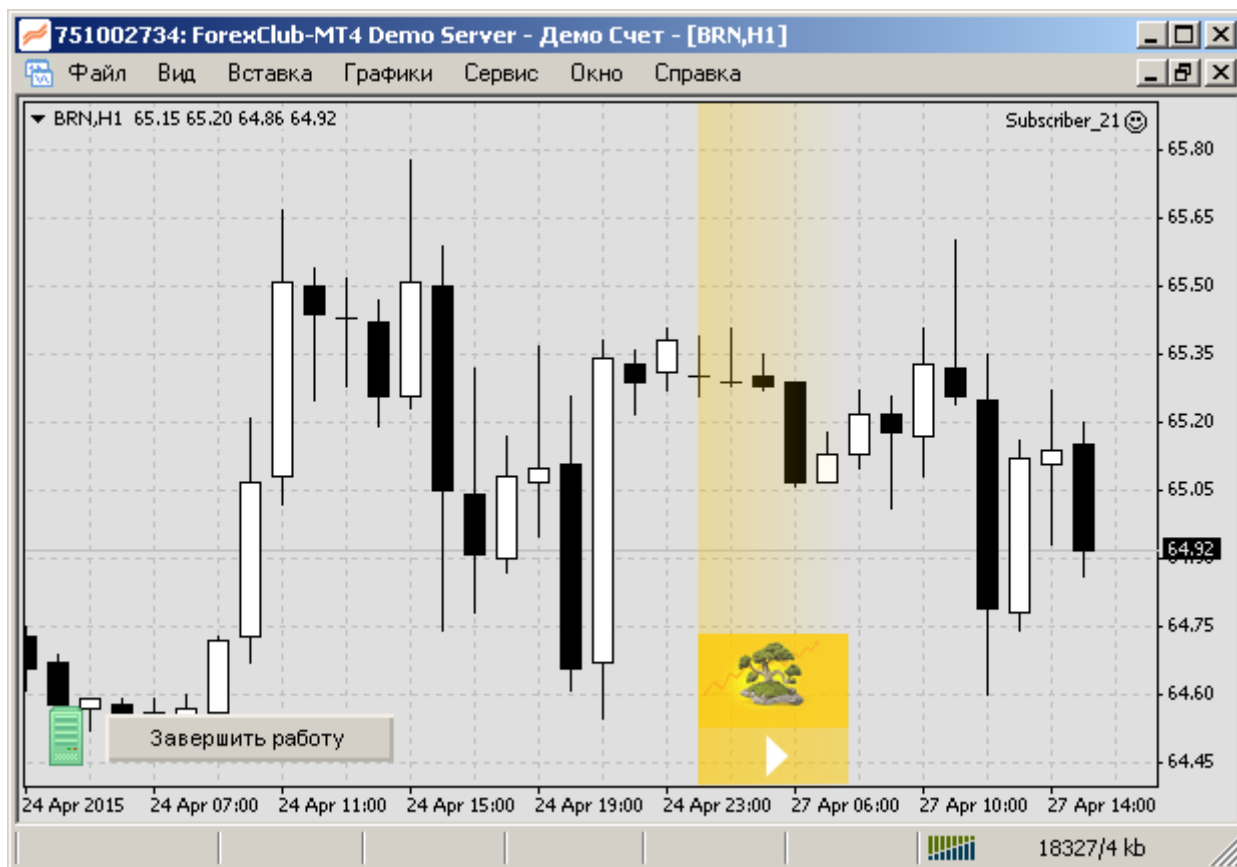 751002734: ForexClub-MT4 Demo Server - Демо Счет - [BRN,H1]
Файл Вид Вставка Графики Сервис Окно Справка
BRN,H1 65.15 65.20 64.86 64.92
Subscriber_21
65.80
65.65
65.50
65.35
65.20
65.05
64.92
64.75
64.60
64.45
Завершить работу
24 Apr 2015 24 Apr 07:00 24 Apr 11:00 24 Apr 15:00 24 Apr 19:00 24 Apr 23:00 27 Apr 06:00 27 Apr 10:00 27 Apr 14:00
18327/4 kb